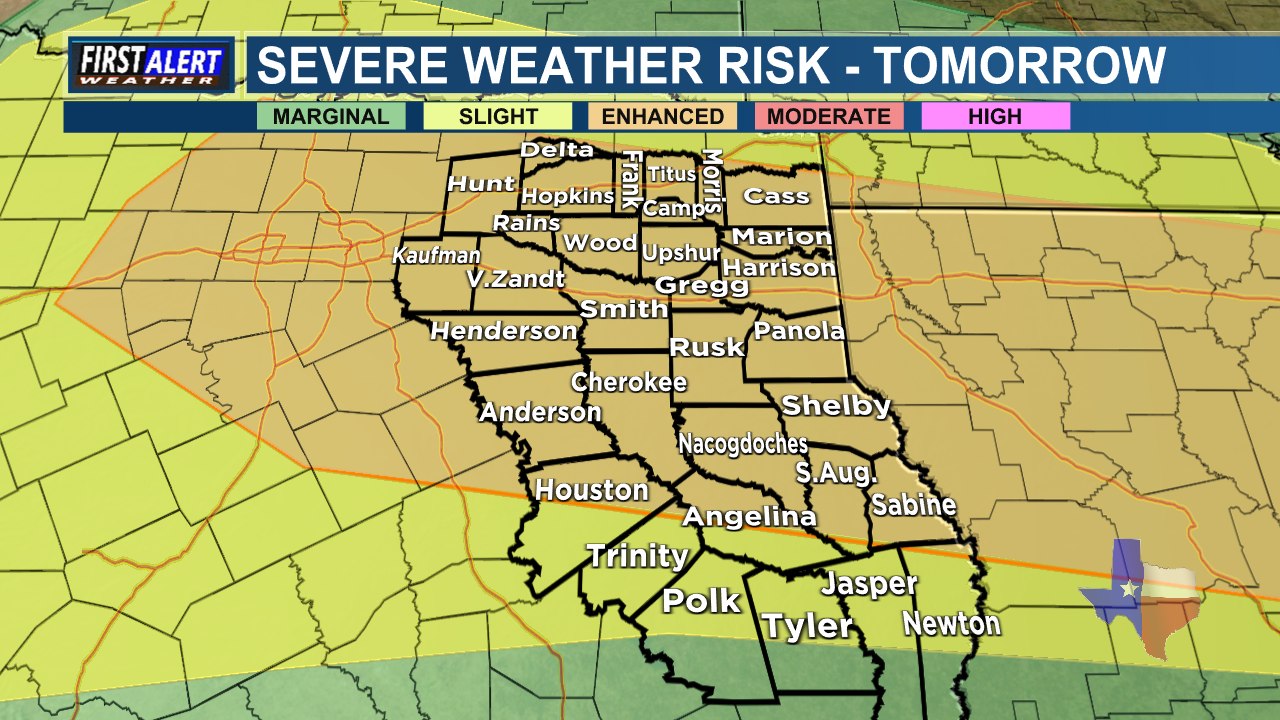 FIRST ALERT
WEATHER
SEVERE WEATHER RISK - TOMORROW
MARGINAL SLIGHT ENHANCED MODERATE HIGH
Delta
Frank
Titus
Morris
Hunt
Hopkins
Camp
Cass
Rains
Wood
Upshur
Marion
Kaufman
V.Zandt
Harrison
Gregg
Smith
Henderson
Rusk
Panola
Cherokee
Anderson
Shelby
Nacogdoches
S.Aug.
Houston
Sabine
Angelina
Trinity
Jasper
Polk
Tyler
Newton